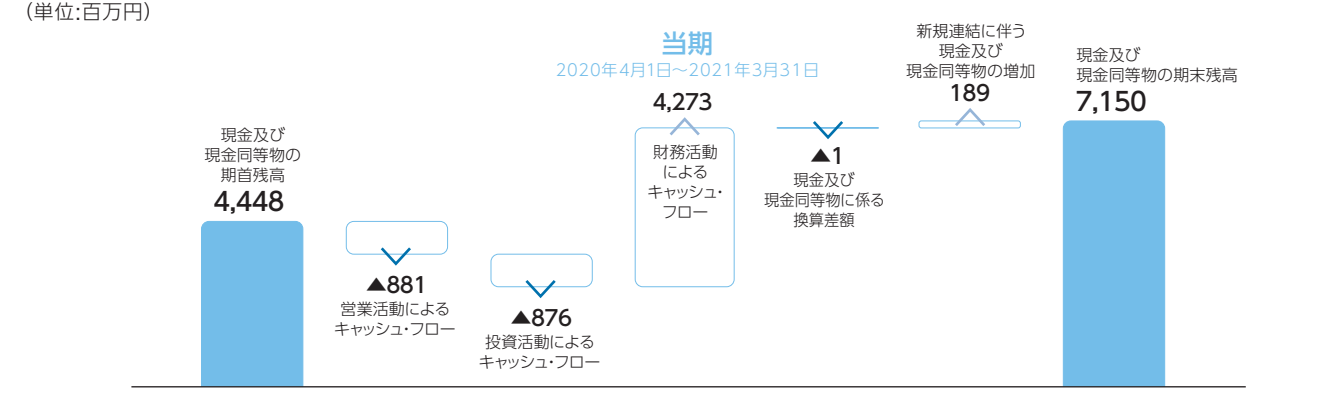 （単位:百万円）
当期
2020年4月1日～2021年3月31日
現金及び
現金同等物の
期首残高
4,448
▲881
営業活動による
キャッシュ・フロー
▲876
投資活動による
キャッシュ・フロー
4,273
財務活動
による
キャッシュ・
フロー
▲1
現金及び
現金同等物に係る
換算差額
新規連結に伴う
現金及び
現金同等物の増加
189
現金及び
現金同等物の期末残高
7,150